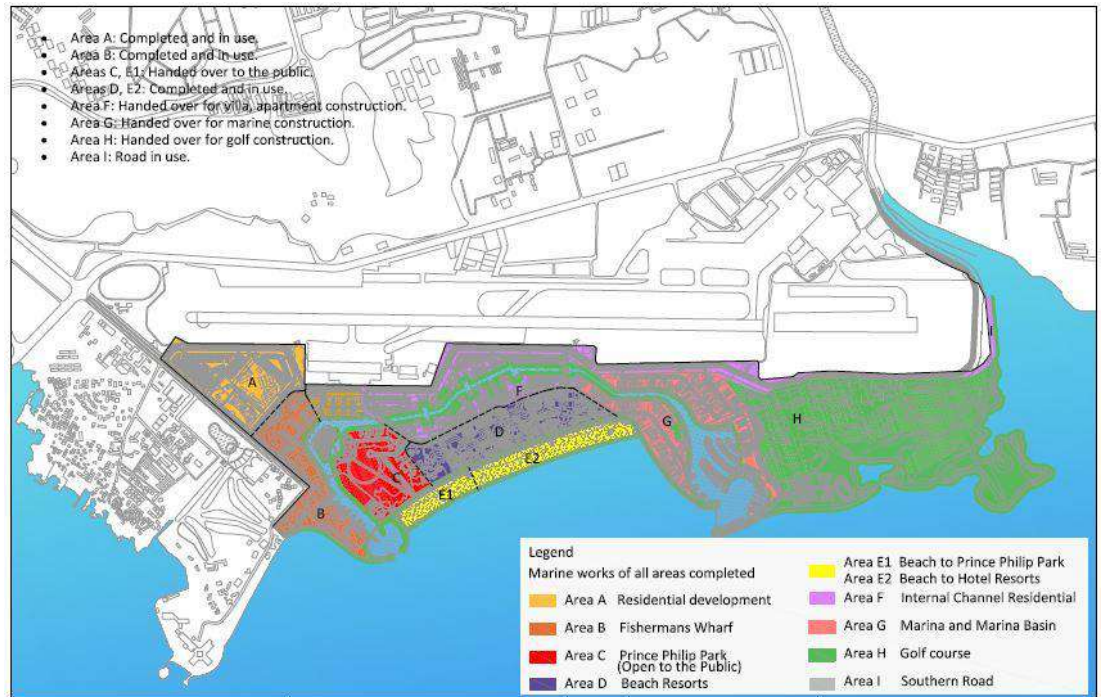 • Area A: Completed and in use.
• Area B: Completed and in use.
• Areas C, E1: Handed over to the public.
• Areas D, E2: Completed and in use.
• Area F: Handed over for villa, apartment construction.
• Area G: Handed over for marine construction.
• Area H: Handed over for golf construction.
• Area I: Road in use.
I
A
F
H
D
G
E2
C
E1
B
Legend
Marine works of all areas completed
Area A Residential development
Area B Fishermans Wharf
Area C Prince Philip Park
(Open to the Public)
Area D Beach Resorts
Area E1 Beach to Prince Philip Park
Area E2 Beach to Hotel Resorts
Area F Internal Channel Residential
Area G Marina and Marina Basin
Area H Golf course
Area I Southern Road